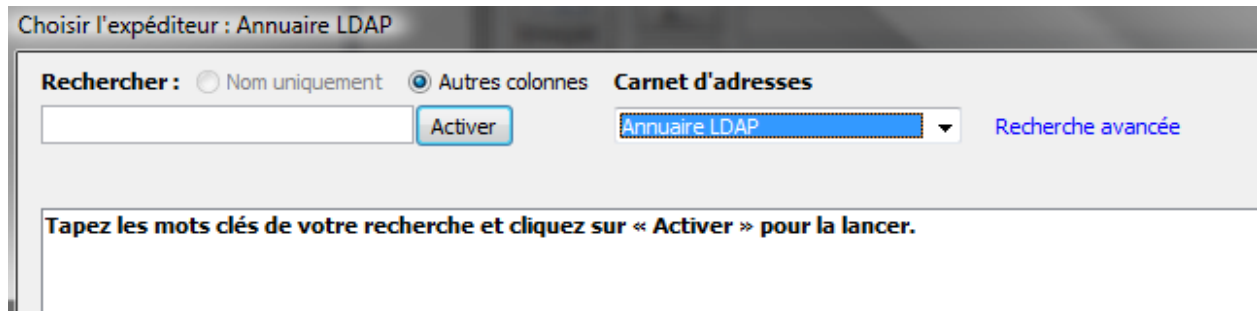 Choisir l'expéditeur : Annuaire LDAP
Rechercher : Nom uniquement Autres colonnes Carnet d'adresses
Activer Annuaire LDAP Recherche avancée
Tapez les mots clés de votre recherche et cliquez sur « Activer » pour la lancer.